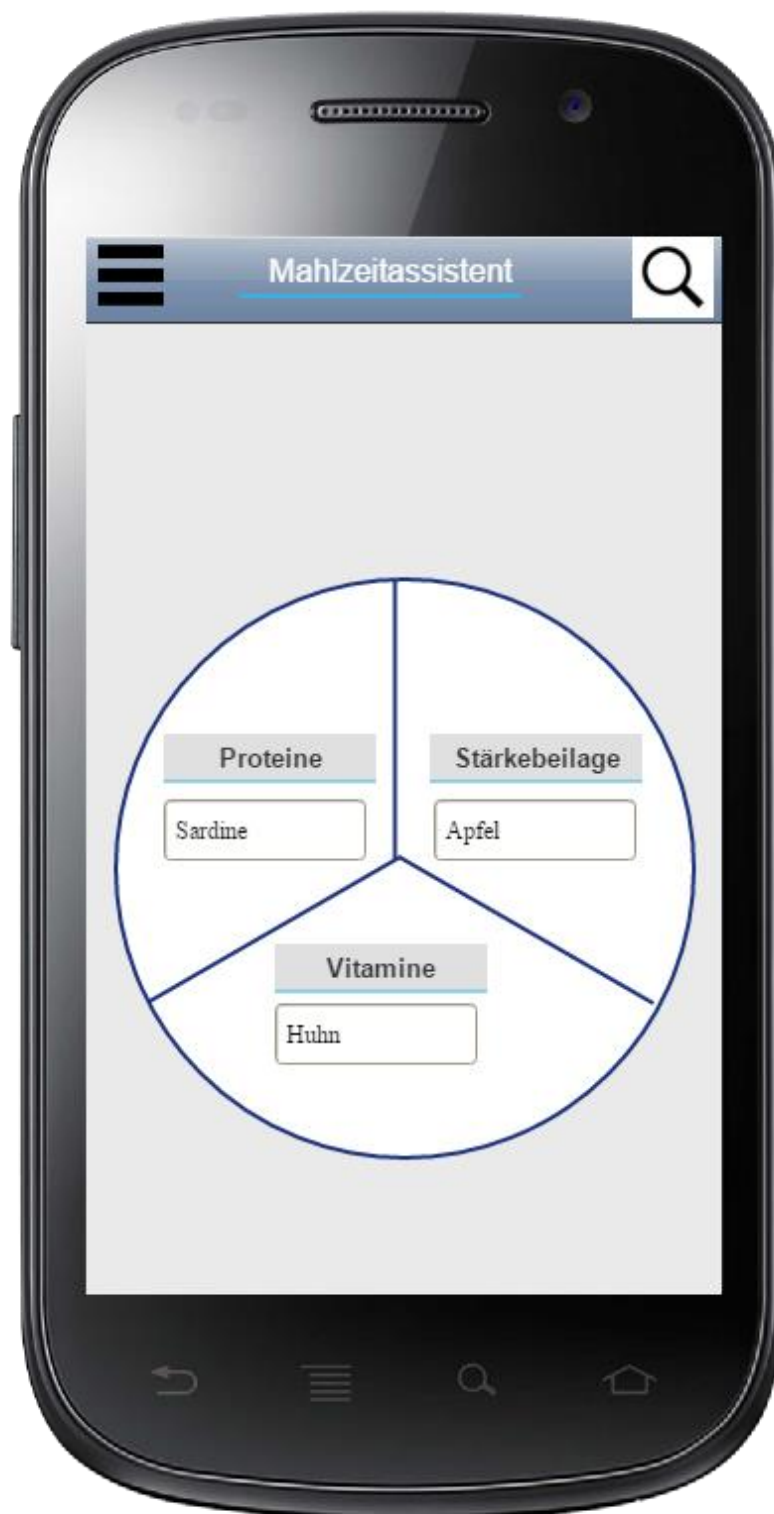 Mahlzeitassistent
Proteine
Stärkebeilage
Sardine
Apfel
Vitamine
Huhn